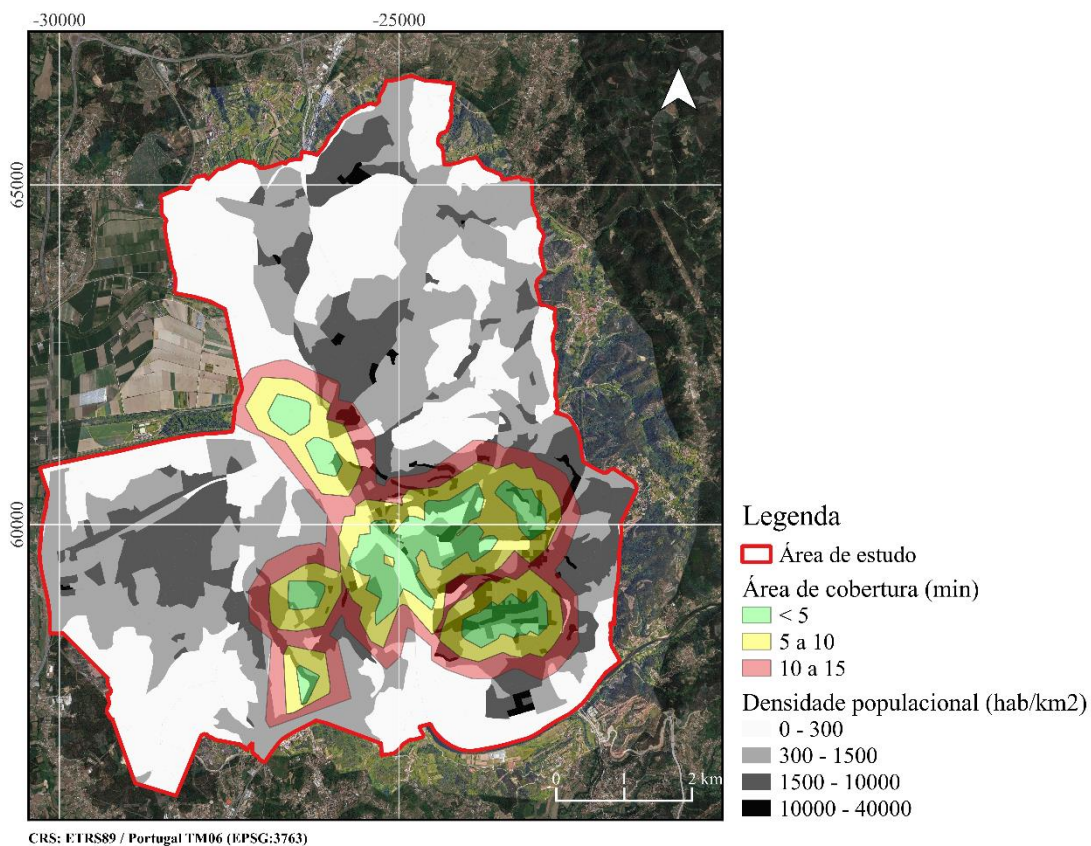 -30000
-25000
65000
60000
0 1 2 km
Legenda
Área de estudo
Área de cobertura (min)
< 5
5 a 10
10 a 15
Densidade populacional (hab/km2)
0 - 300
300 - 1500
1500 - 10000
10000 - 40000
CRS: ETRS89 / Portugal TM06 (EPSG:3763)